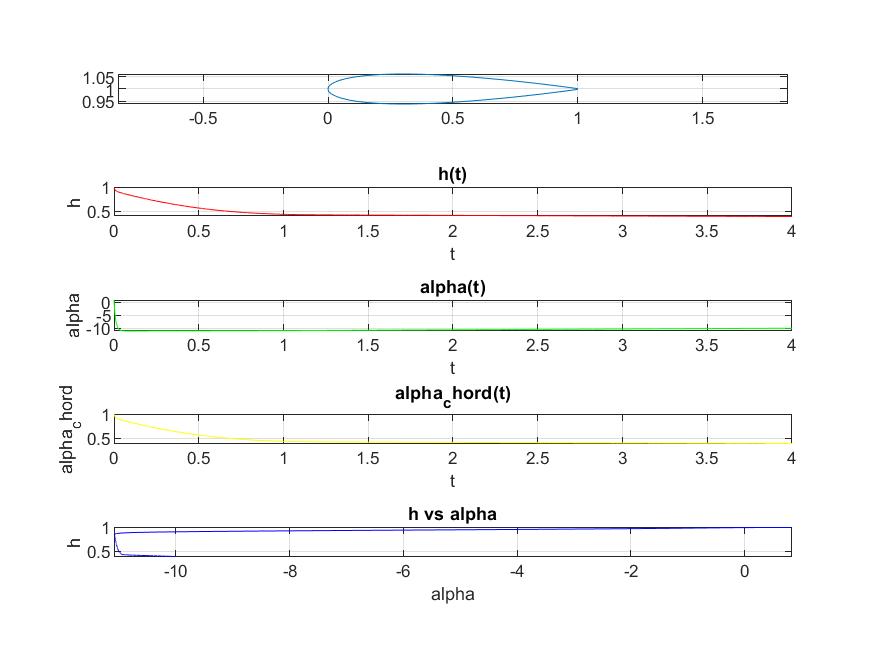 1.05
1
0.95
-0.5 0 0.5 1 1.5
h(t)
1
h
0.5
0 0.5 1 1.5 2 2.5 3 3.5 4
t
alpha(t)
0
alpha
-5
-10
0 0.5 1 1.5 2 2.5 3 3.5 4
t
alpha_chord(t)
1
alpha_chord
0.5
0 0.5 1 1.5 2 2.5 3 3.5 4
t
h vs alpha
1
h
0.5
-10 -8 -6 -4 -2 0
alpha